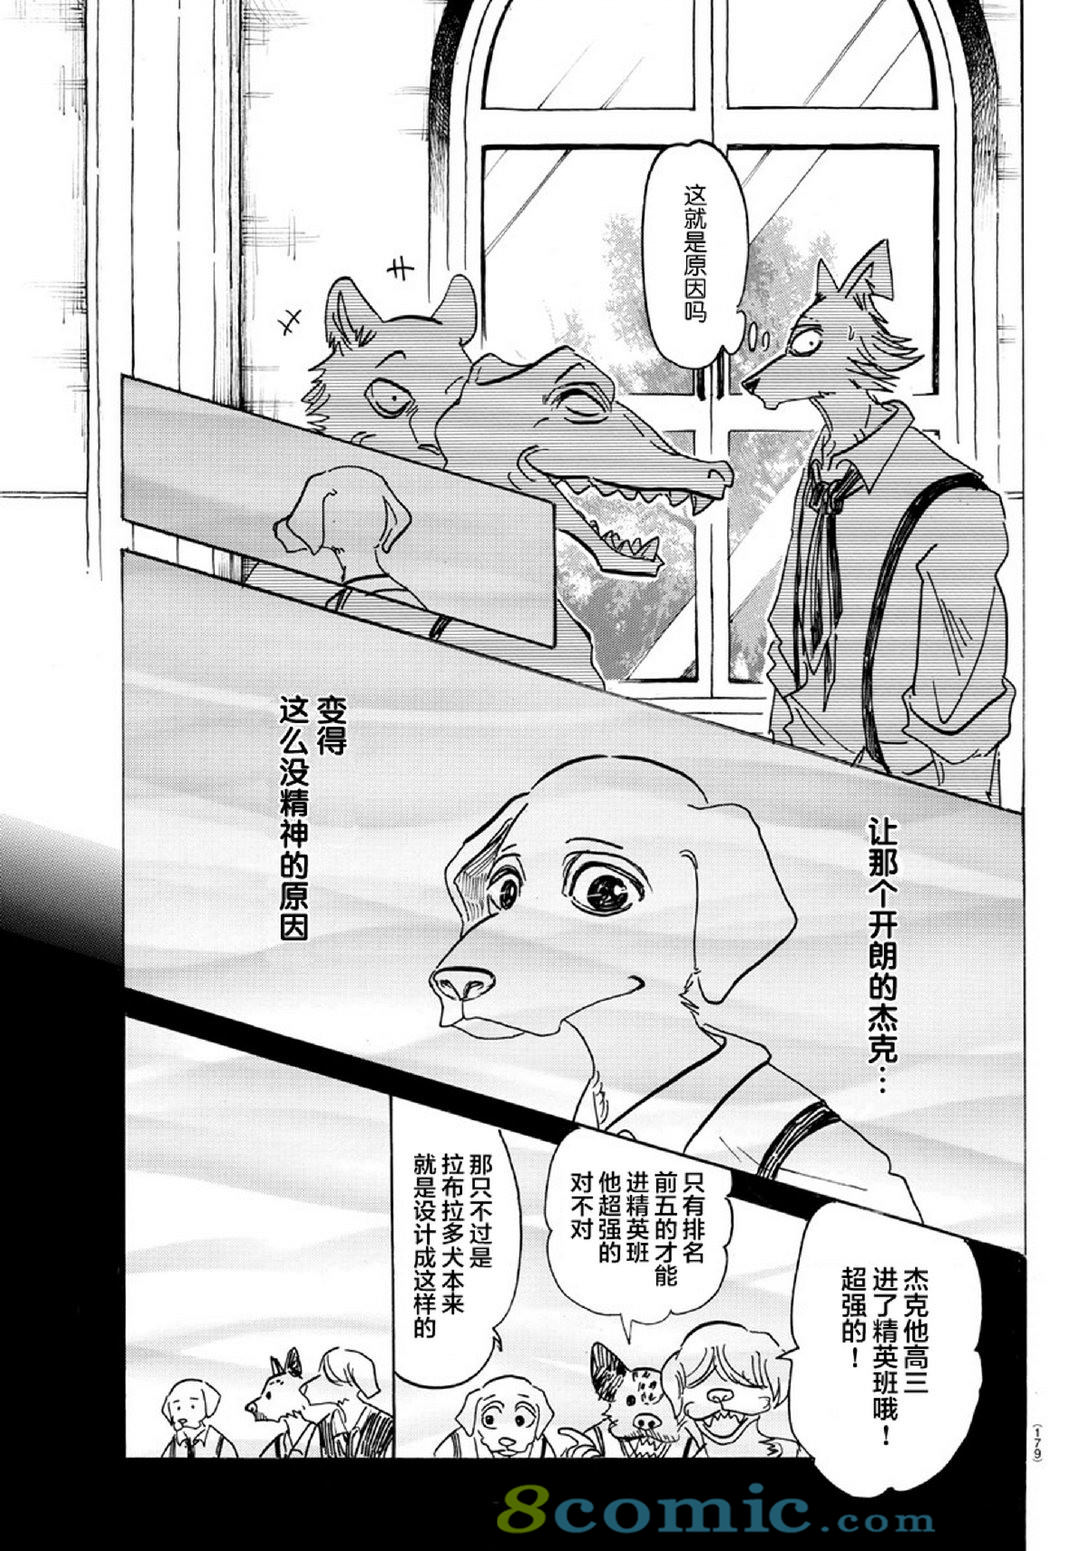 这就是原因吗
让那个开朗的杰克…
变得
这么没精神的原因
杰克他高三
进了精英班哦！
超强的！
只有排名
前五的才能
进精英班
他超强的
对不对
那只不过是
拉布拉多犬本来
就是设计成这样的
(179)
8comic.com